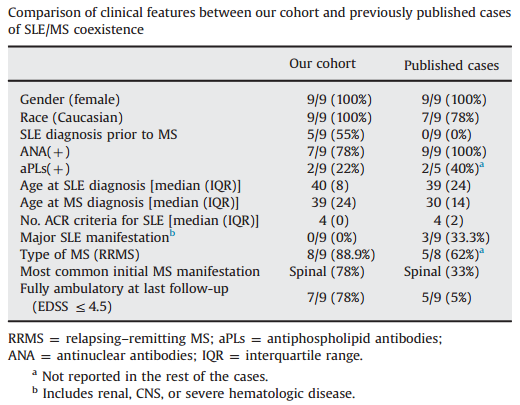 Comparison of clinical features between our cohort and previously published cases
of SLE/MS coexistence
Our cohort Published cases
Gender (female) 9/9 (100%) 9/9 (100%)
Race (Caucasian) 9/9 (100%) 7/9 (78%)
SLE diagnosis prior to MS 5/9 (55%) 0/9 (0%)
ANA(+) 7/9 (78%) 9/9 (100%)
aPLs(+) 2/9 (22%) 2/5 (40%)a
Age at SLE diagnosis [median (IQR)] 40 (8) 39 (24)
Age at MS diagnosis [median (IQR)] 39 (24) 30 (14)
No. ACR criteria for SLE [median (IQR)] 4 (0) 4 (2)
Major SLE manifestationb 0/9 (0%) 3/9 (33.3%)
Type of MS (RRMS) 8/9 (88.9%) 5/8 (62%)a
Most common initial MS manifestation Spinal (78%) Spinal (33%)
Fully ambulatory at last follow-up
(EDSS ≤4.5) 7/9 (78%) 5/9 (5%)
RRMS = relapsing–remitting MS; aPLs = antiphospholipid antibodies;
ANA = antinuclear antibodies; IQR = interquartile range.
a Not reported in the rest of the cases.
b Includes renal, CNS, or severe hematologic disease.